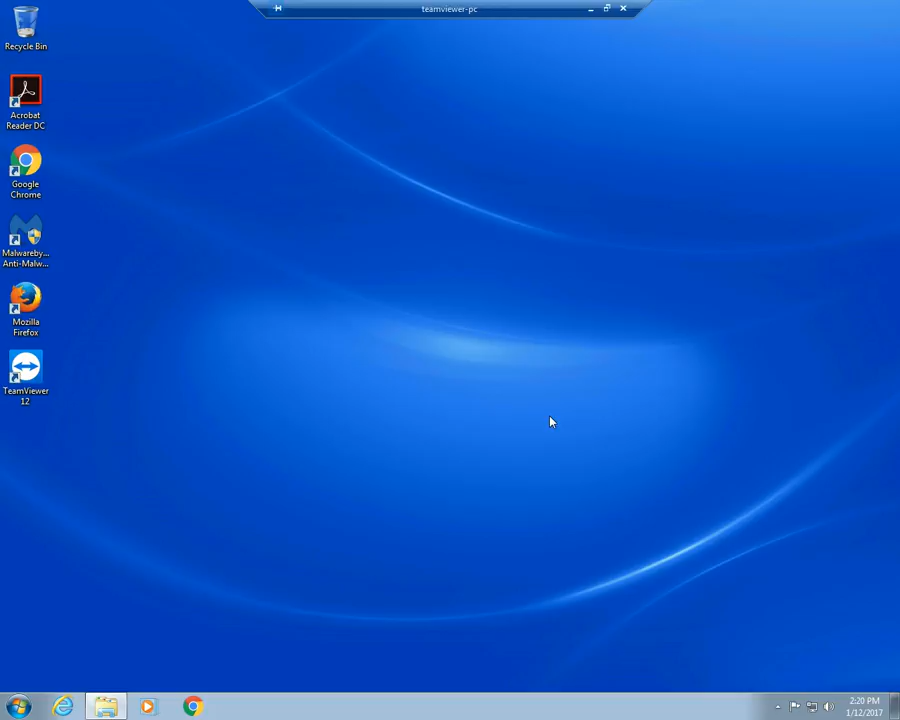 teamviewer-pc
Recycle Bin
Acrobat
Reader DC
Google
Chrome
Malwareby...
Anti-Malw...
Mozilla
Firefox
TeamViewer
12
2:20 PM
1/12/2017